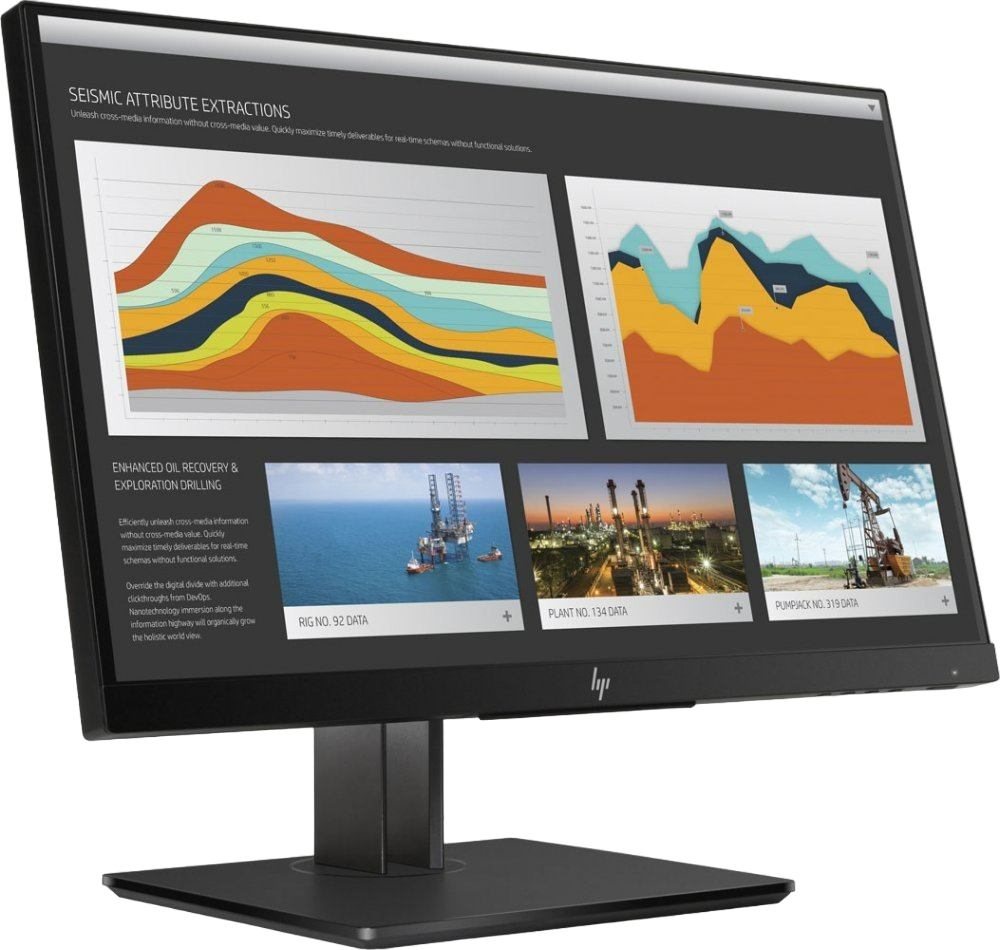 SEISMIC ATTRIBUTE EXTRACTIONS
Unleash cross-media information without cross-media value. Quickly maximize timely deliverables for real-time schemas without functional solutions.
ENHANCED OIL RECOVERY &
EXPLORATION DRILLING
Efficiently unleash cross-media information
without cross-media value. Quickly
maximize timely deliverables for real-time
schemas without functional solutions.
Override the digital divide with additional
clickthroughs from DevOps.
Nanotechnology immersion along the
information highway will organically grow
the holistic world view.
RIG NO. 92 DATA +
PLANT NO. 134 DATA +
PUMPJACK NO. 319 DATA +
hp